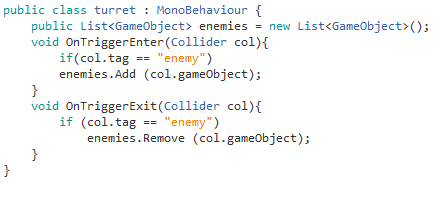 public class turret : MonoBehaviour {
    public List<GameObject> enemies = new List<GameObject>();
    void OnTriggerEnter(Collider col){
        if(col.tag == "enemy")
        enemies.Add (col.gameObject);
    }
    void OnTriggerExit(Collider col){
        if (col.tag == "enemy")
            enemies.Remove (col.gameObject);
    }
}